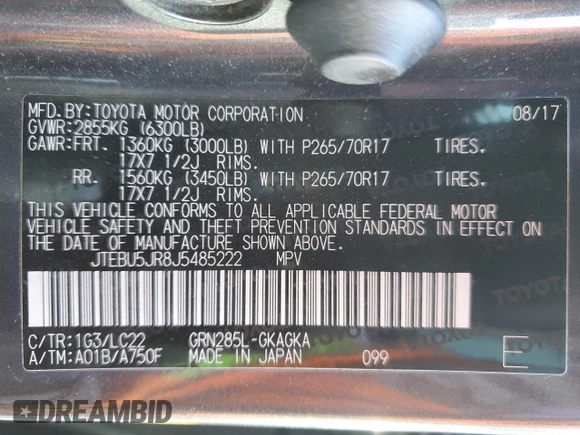 MFD.BY:TOYOTA MOTOR CORPORATION 08/17
GVWR:2855KG (6300LB)
GAWR:FRT. 1360KG (3000LB) WITH P265/70R17 TIRES.
17X7 1/2J RIMS.
RR. 1560KG (3450LB) WITH P265/70R17 TIRES.
17X7 1/2J RIMS.
THIS VEHICLE CONFORMS TO ALL APPLICABLE FEDERAL MOTOR
VEHICLE SAFETY AND THEFT PREVENTION STANDARDS IN EFFECT
ON THE DATE OF MANUFACTURE SHOWN ABOVE.
JTEBU5JR8J5485222 MPV
C/TR:1G3/LC22 GRN285L-GKAGKA
A/TM:A01B/A750F MADE IN JAPAN 099 E
DREAMBID